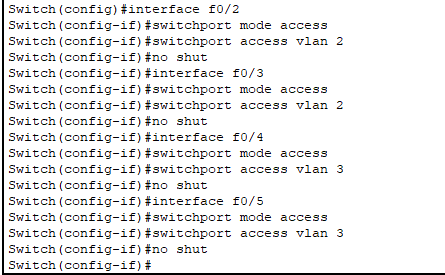 Switch(config)#interface f0/2
Switch(config-if)#switchport mode access
Switch(config-if)#switchport access vlan 2
Switch(config-if)#no shut
Switch(config-if)#interface f0/3
Switch(config-if)#switchport mode access
Switch(config-if)#switchport access vlan 2
Switch(config-if)#no shut
Switch(config-if)#interface f0/4
Switch(config-if)#switchport mode access
Switch(config-if)#switchport access vlan 3
Switch(config-if)#no shut
Switch(config-if)#interface f0/5
Switch(config-if)#switchport mode access
Switch(config-if)#switchport access vlan 3
Switch(config-if)#no shut
Switch(config-if)#